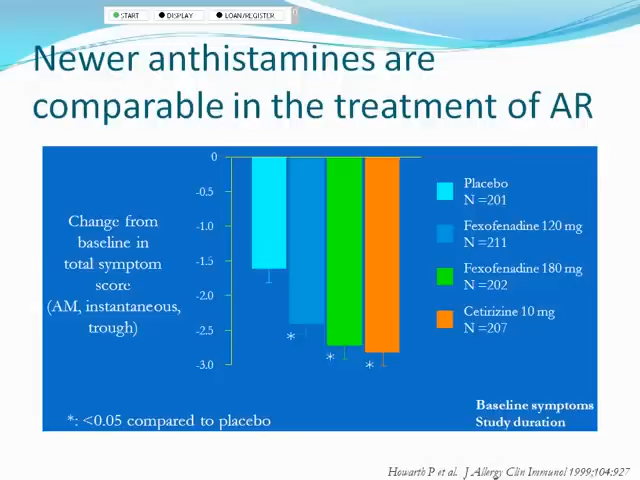 START DISPLAY LOAN/REGISTER
Newer anthistamines are
comparable in the treatment of AR
Change from
baseline in
total symptom
score
(AM, instantaneous,
trough)
0
-0.5
-1.0
-1.5
-2.0
-2.5
-3.0
*
*
*
Placebo
N =201
Fexofenadine 120 mg
N =211
Fexofenadine 180 mg
N =202
Cetirizine 10 mg
N =207
*: <0.05 compared to placebo
Baseline symptoms
Study duration
Howarth P et al. J Allergy Clin Immunol 1999;104:927